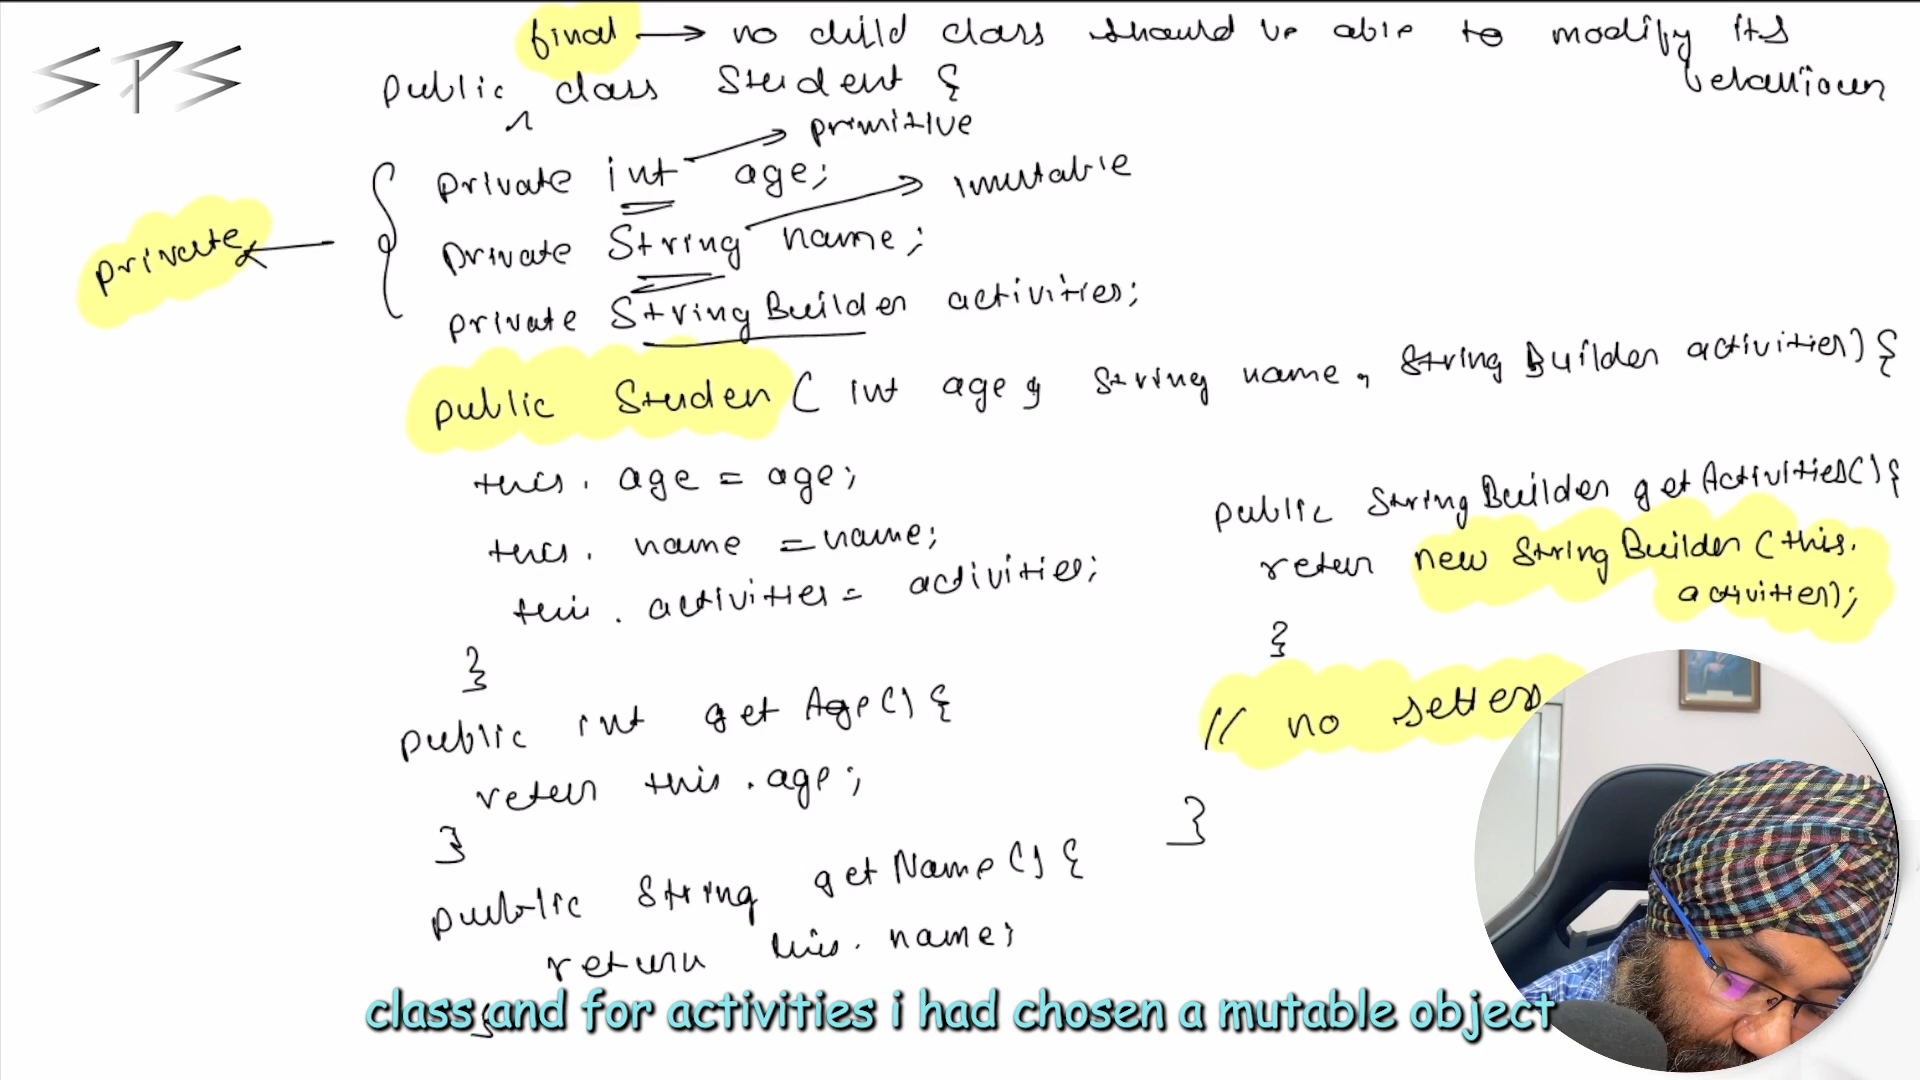 SPS
final → no child class should be able to modify its
behaviour
public class Student {
primitive
private int age;
imutable
private String name;
private
private StringBuilder activities;
public Studen ( int age, String name, String Builder activities) {
this. age = age;
this. name = name;
this. activities = activities;
}
public int getAge() {
return this.age;
}
public String getName() {
return this. name;
}
public StringBuilder getActivities() {
return new StringBuilder (this.
activities);
}
// no setters
}
class and for activities i had chosen a mutable object